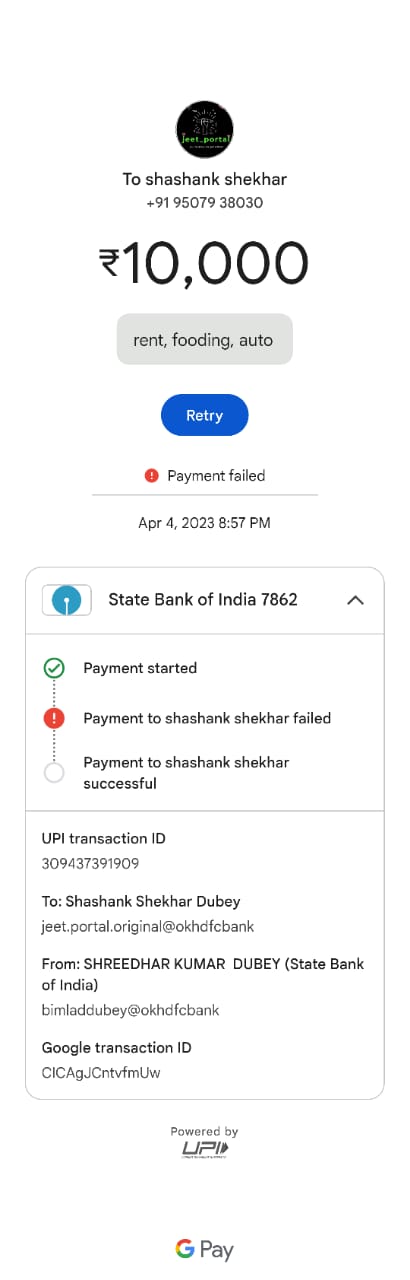 jeet_portal
To shashank shekhar
+91 95079 38030
₹10,000
rent, fooding, auto
Retry
Payment failed
Apr 4, 2023 8:57 PM
State Bank of India 7862
Payment started
Payment to shashank shekhar failed
Payment to shashank shekhar
successful
UPI transaction ID
309437391909
To: Shashank Shekhar Dubey
jeet.portal.original@okhdfcbank
From: SHREEDHAR KUMAR  DUBEY (State Bank
of India)
bimladdubey@okhdfcbank
Google transaction ID
CICAgJCntvfmUw
Powered by
UPI
G Pay